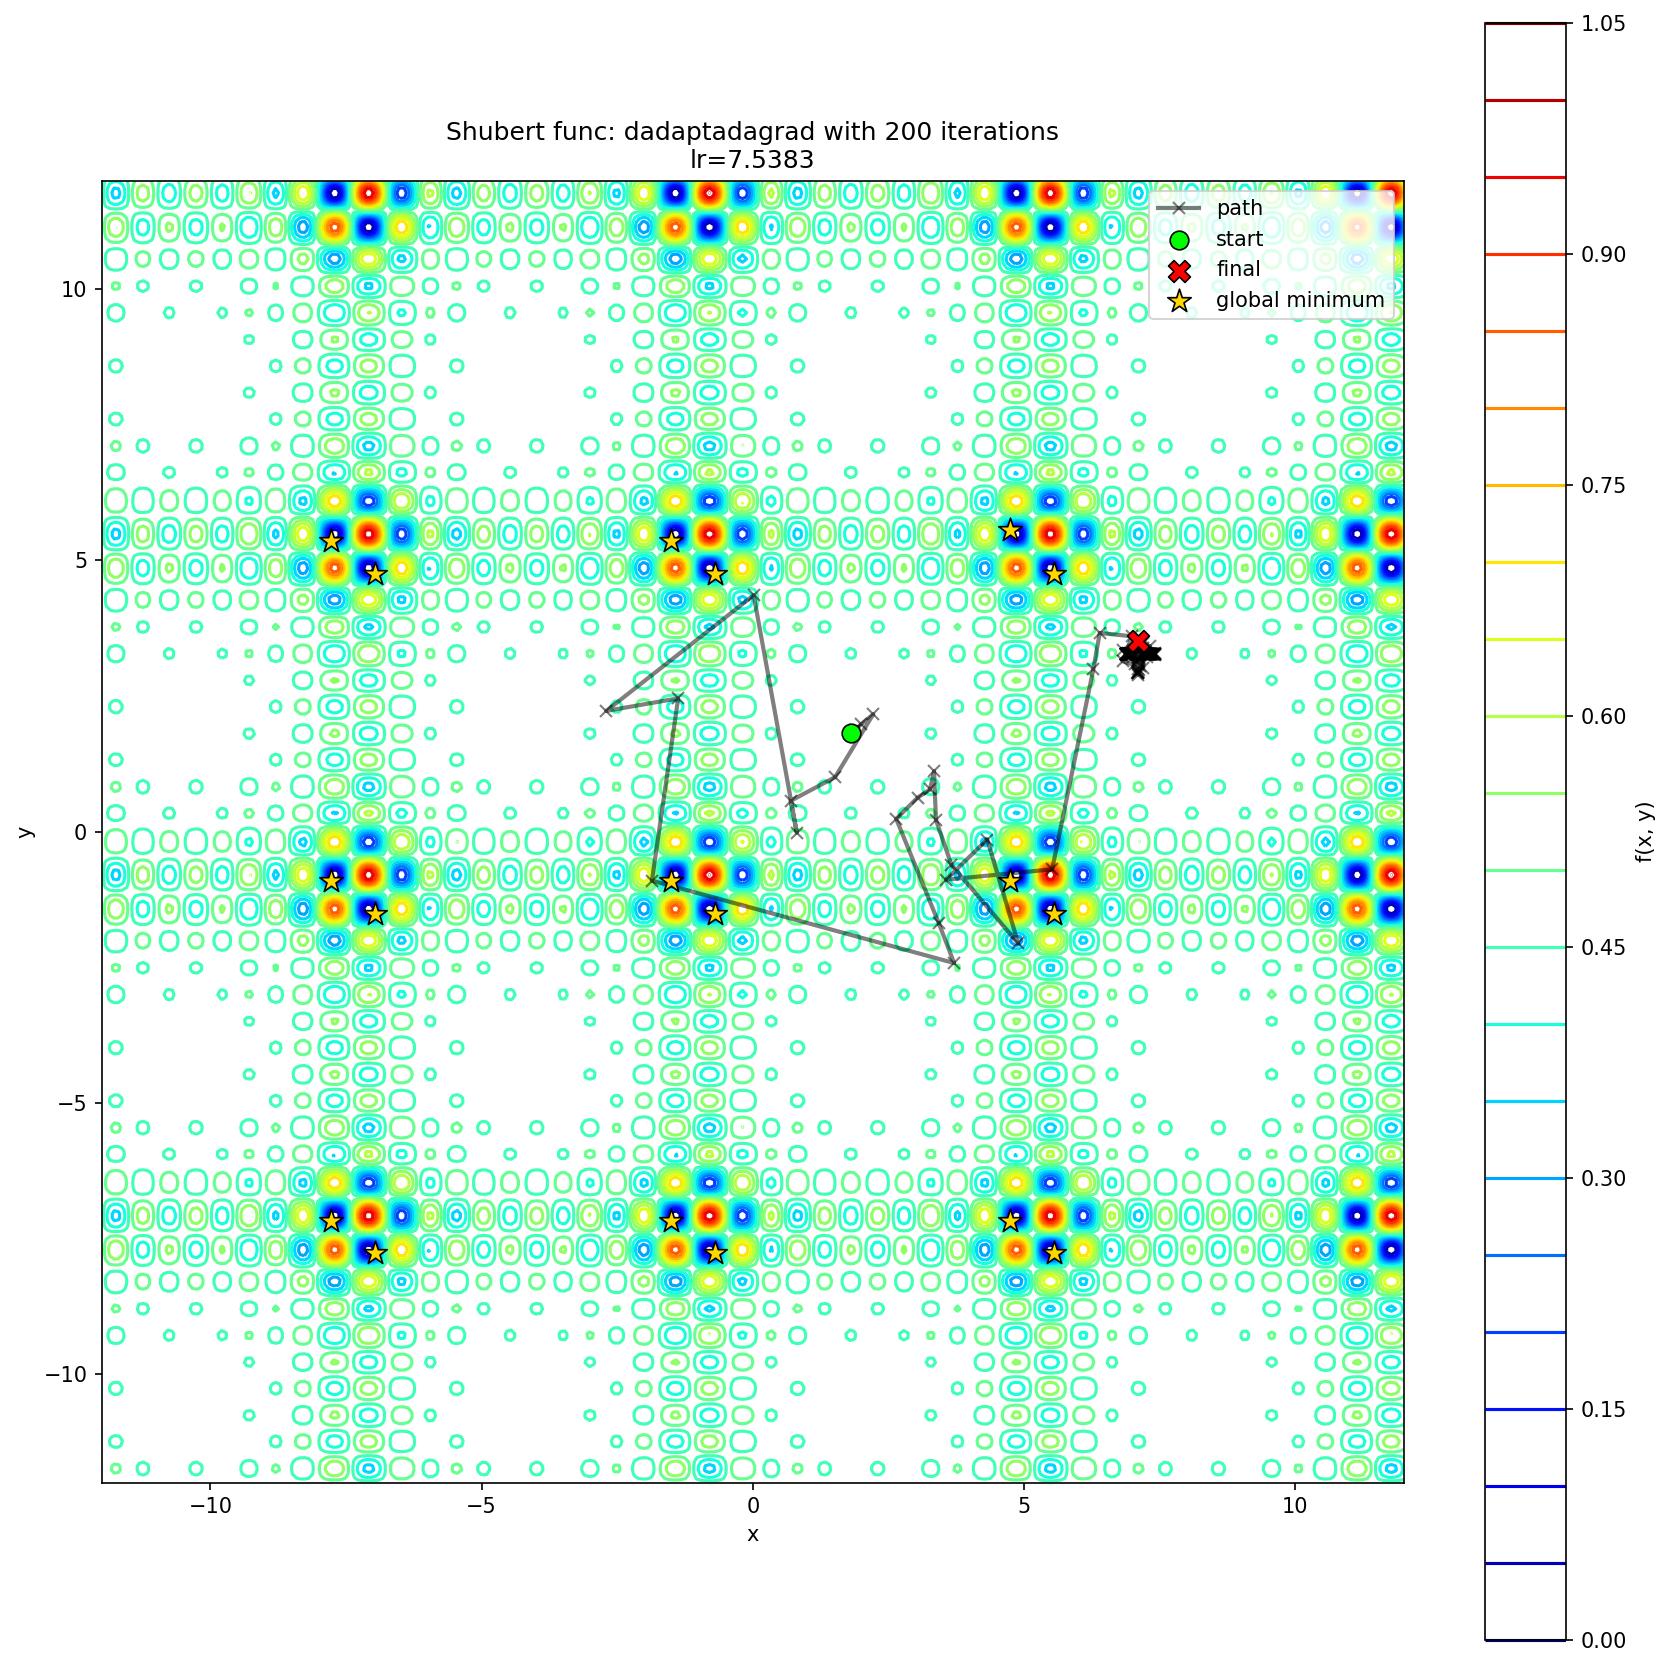 Shubert func: dadaptadagrad with 200 iterations
lr=7.5383
path
start
final
global minimum
10
5
0
−5
−10
y
−10
−5
0
5
10
x
1.05
0.90
0.75
0.60
0.45
0.30
0.15
0.00
f(x, y)